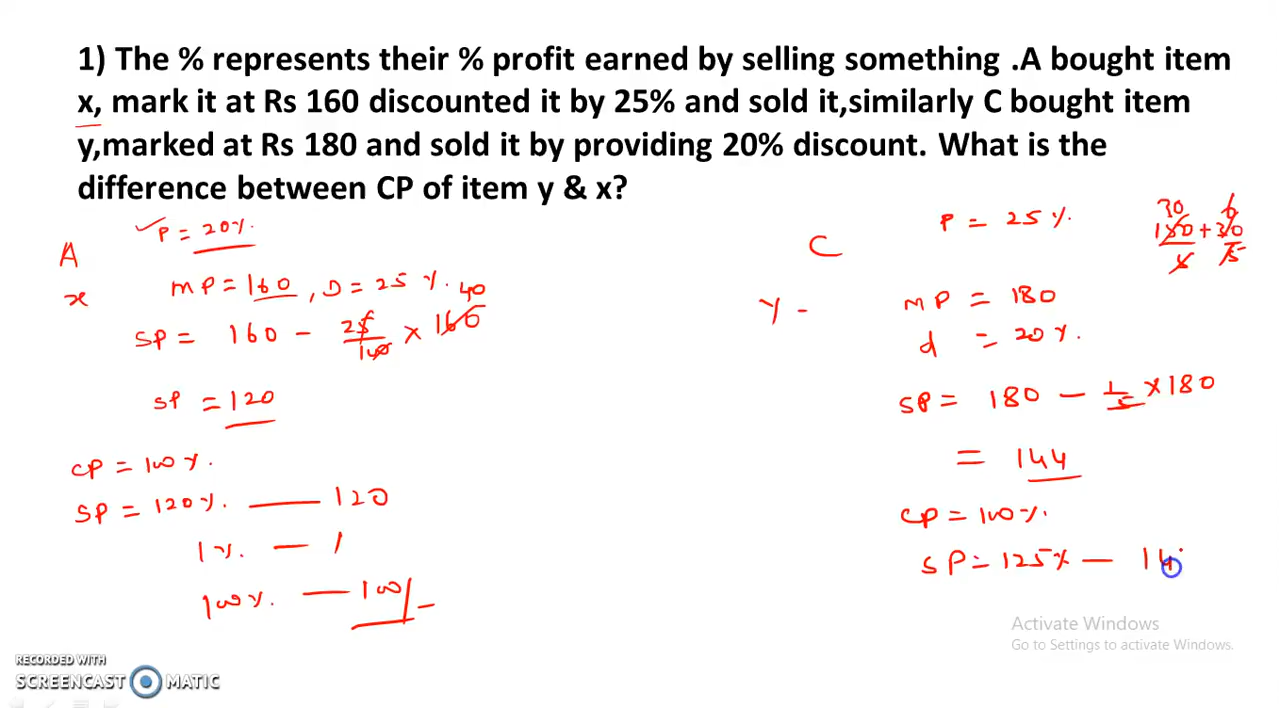 1) The % represents their % profit earned by selling something .A bought item
x, mark it at Rs 160 discounted it by 25% and sold it,similarly C bought item
y,marked at Rs 180 and sold it by providing 20% discount. What is the
difference between CP of item y & x?
A
x
P = 20%.
MP = 160, D = 25 %.
SP = 160 - 25/100 × 160
40
SP = 120
CP = 100%.
SP = 120%. — 120
1%. — 1
100%. — 100/-
C
P = 25%.
30 6
Y -
MP = 180
d = 20%.
SP = 180 - 1/5 × 180
= 144
CP = 100%.
SP = 125% — 14
Activate Windows
Go to Settings to activate Windows.
RECORDED WITH
SCREENCAST MATIC